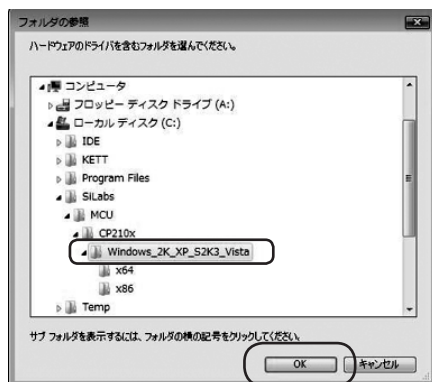 フォルダの参照
ハードウェアのドライバを含むフォルダを選んでください。
コンピュータ
フロッピー ディスク ドライブ (A:)
ローカル ディスク (C:)
IDE
KETT
Program Files
SiLabs
MCU
CP210x
Windows_2K_XP_S2K3_Vista
x64
x86
Temp
サブ フォルダを表示するには、フォルダの横の記号をクリックしてください。
OK キャンセル